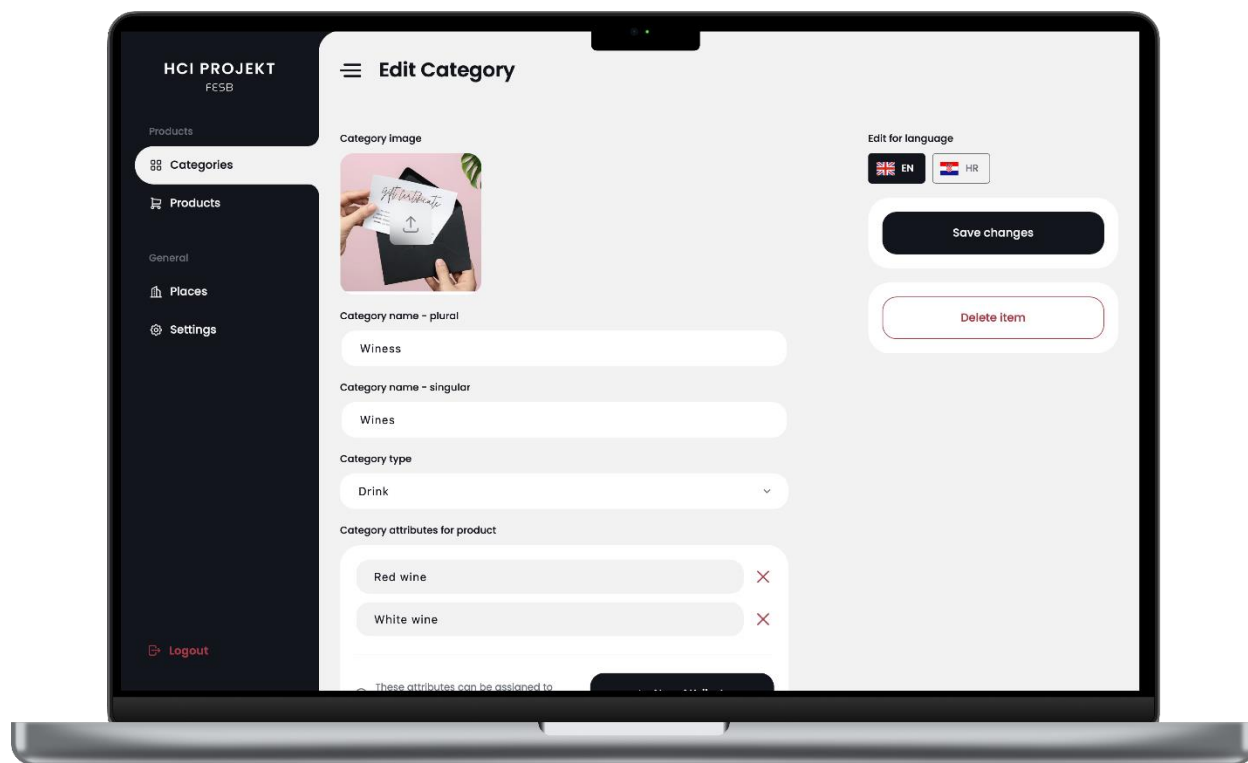 HCI PROJEKT
FESB
Products
Categories
Products
General
Places
Settings
Logout
Edit Category
Category image
Gift Certificate
Category name - plural
Winess
Category name - singular
Wines
Category type
Drink
Category attributes for product
Red wine
White wine
These attributes can be assigned to
Edit for language
EN
HR
Save changes
Delete item